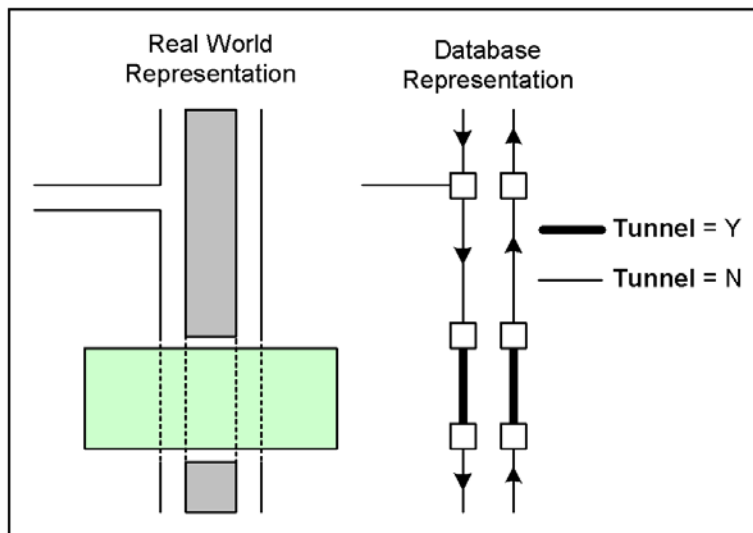 Real World
Representation
Database
Representation
Tunnel = Y
Tunnel = N